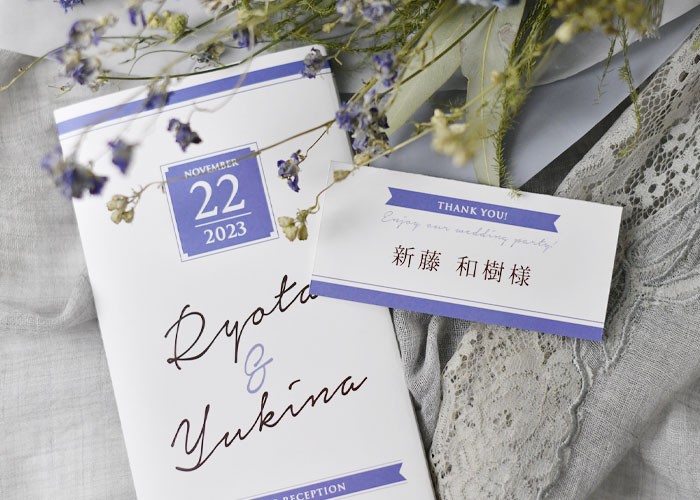 NOVEMBER
22
2023
Ryota
&
Yukina
RECEPTION
THANK YOU!
Enjoy our wedding party!
新藤 和樹様